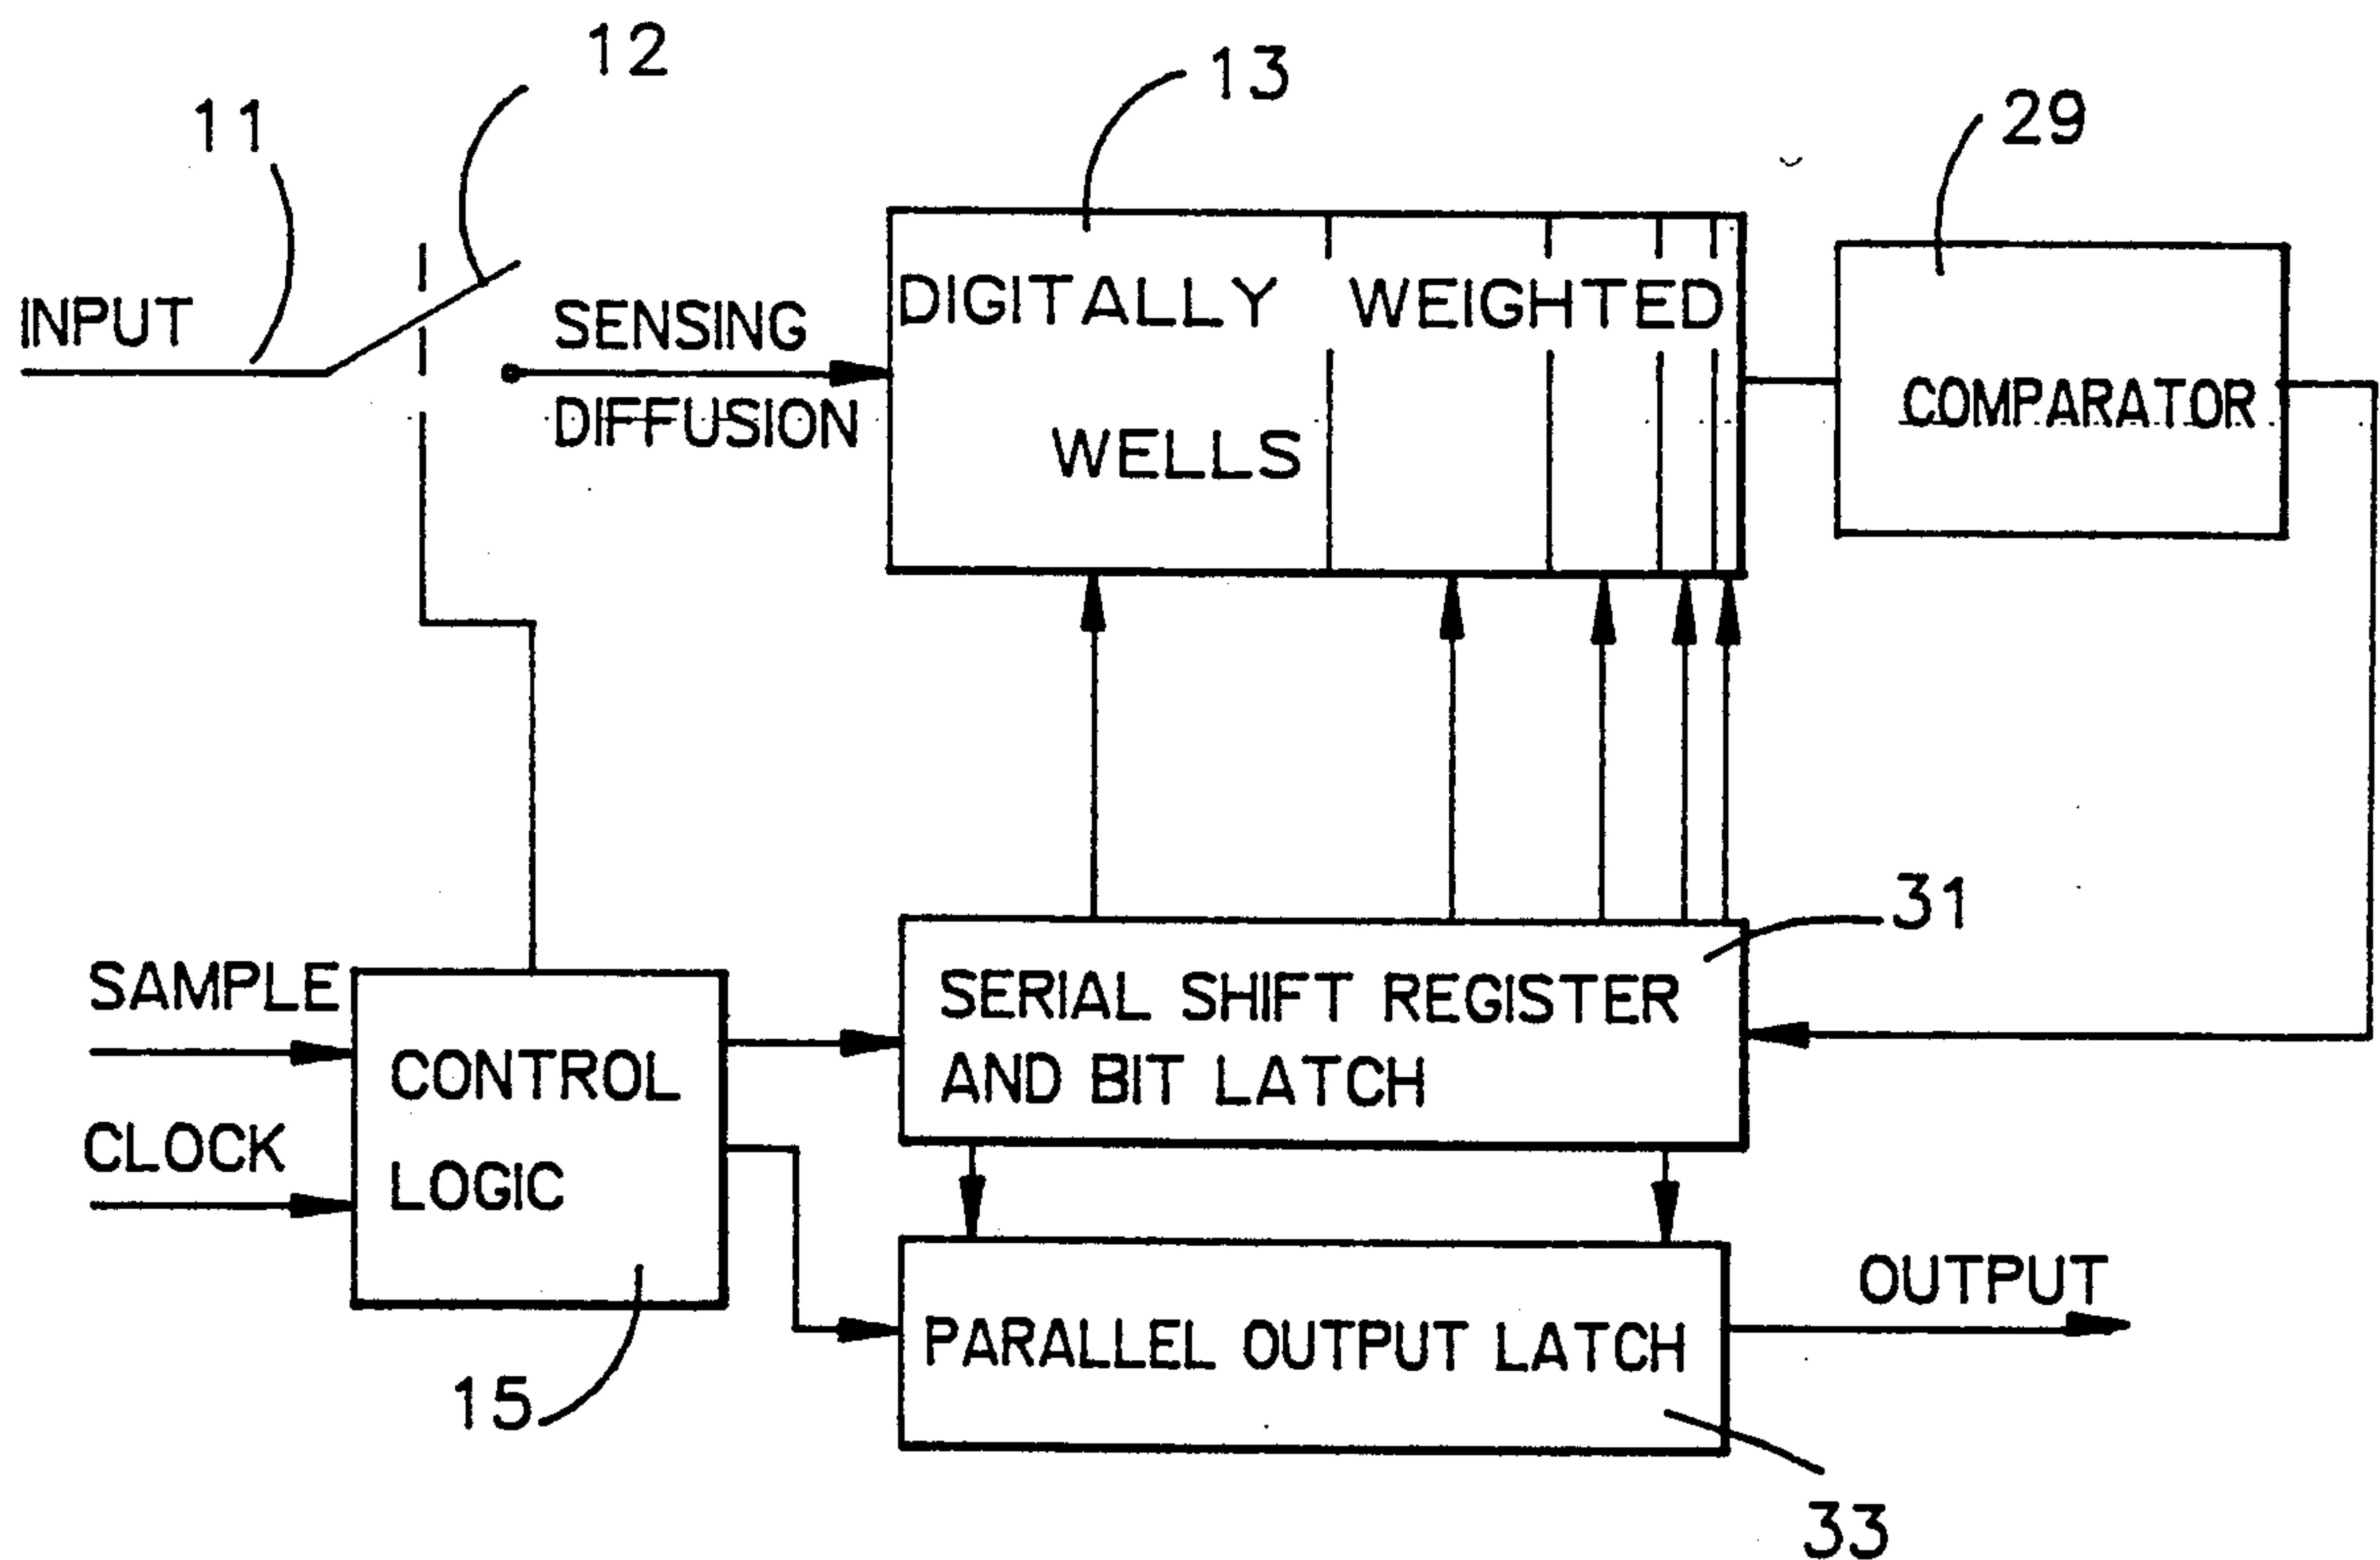 12
11
13
29
INPUT
SENSING
DIFFUSION
DIGITALLY WEIGHTED
WELLS
COMPARATOR
31
SAMPLE
CLOCK
CONTROL
LOGIC
15
SERIAL SHIFT REGISTER
AND BIT LATCH
PARALLEL OUTPUT LATCH
OUTPUT
33